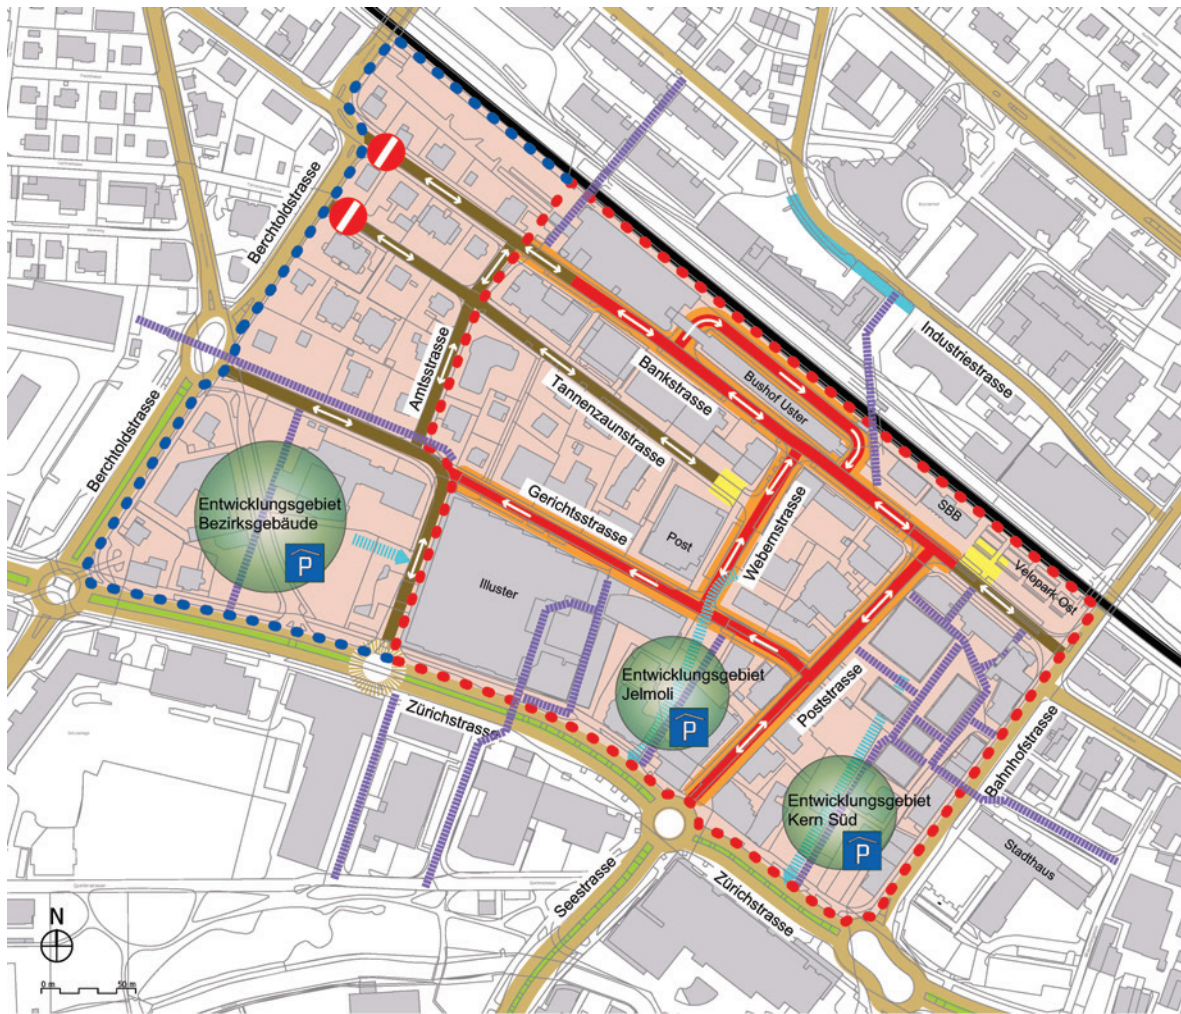 Berchtoldstrasse
Industriestrasse
Amtsstrasse
Bankstrasse
Bushof Uster
Tannenzaunstrasse
Berchtoldstrasse
Entwicklungsgebiet
Bezirksgebäude
P
Gerichtsstrasse
SBB
Post
Webernstrasse
Velopark Ost
Illuster
Entwicklungsgebiet
Jelmoli
P
Poststrasse
Zürichstrasse
Bahnhofstrasse
Entwicklungsgebiet
Kern Süd
P
Stadthaus
Seestrasse
Zürichstrasse
N
0 m
50 m